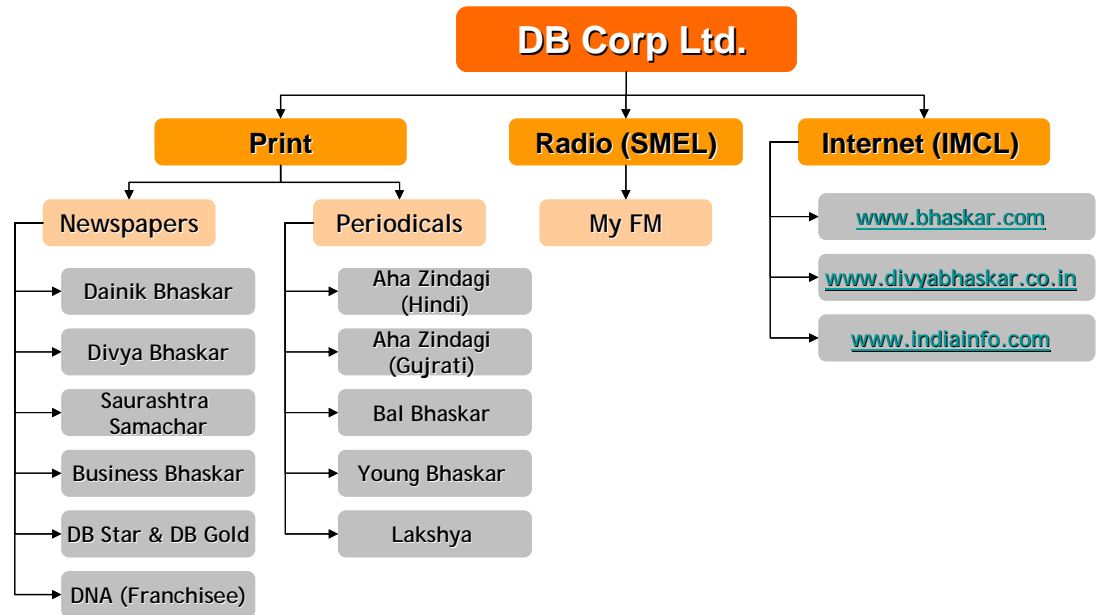 DB Corp Ltd.
Print
Radio (SMEL)
Internet (IMCL)
Newspapers
Periodicals
My FM
www.bhaskar.com
Dainik Bhaskar
Aha Zindagi
(Hindi)
www.divyabhaskar.co.in
Divya Bhaskar
Aha Zindagi
(Gujrati)
www.indiainfo.com
Saurashtra
Samachar
Bal Bhaskar
Business Bhaskar
Young Bhaskar
DB Star & DB Gold
Lakshya
DNA (Franchisee)